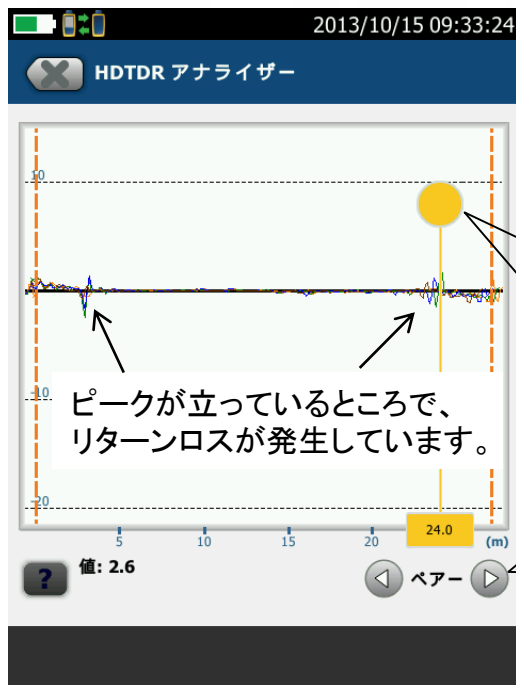 2013/10/15 09:33:24
HDTDR アナライザー
10
-10
ピークが立っているところで、
リターンロスが発生しています。
-20
5 10 15 20 24.0 (m)
? 値: 2.6 ペアー